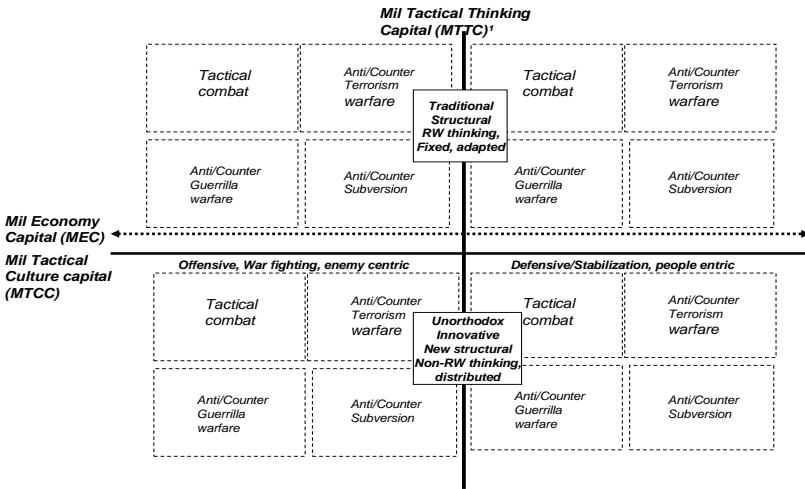 Mil Tactical Thinking
Capital (MTTC)¹
Tactical
combat
Anti/Counter
Terrorism
warfare
Tactical
combat
Anti/Counter
Terrorism
warfare
Traditional
Structural
RW thinking,
Fixed, adapted
Anti/Counter
Guerrilla
warfare
Anti/Counter
Subversion
Anti/Counter
Guerrilla
warfare
Anti/Counter
Subversion
Mil Economy
Capital (MEC)
Mil Tactical
Culture capital
(MTCC)
Offensive, War fighting, enemy centric
Defensive/Stabilization, people entric
Tactical
combat
Anti/Counter
Terrorism
warfare
Tactical
combat
Anti/Counter
Terrorism
warfare
Unorthodox
Innovative
New structural
Non-RW thinking,
distributed
Anti/Counter
Guerrilla
warfare
Anti/Counter
Subversion
Anti/Counter
Guerrilla
warfare
Anti/Counter
Subversion